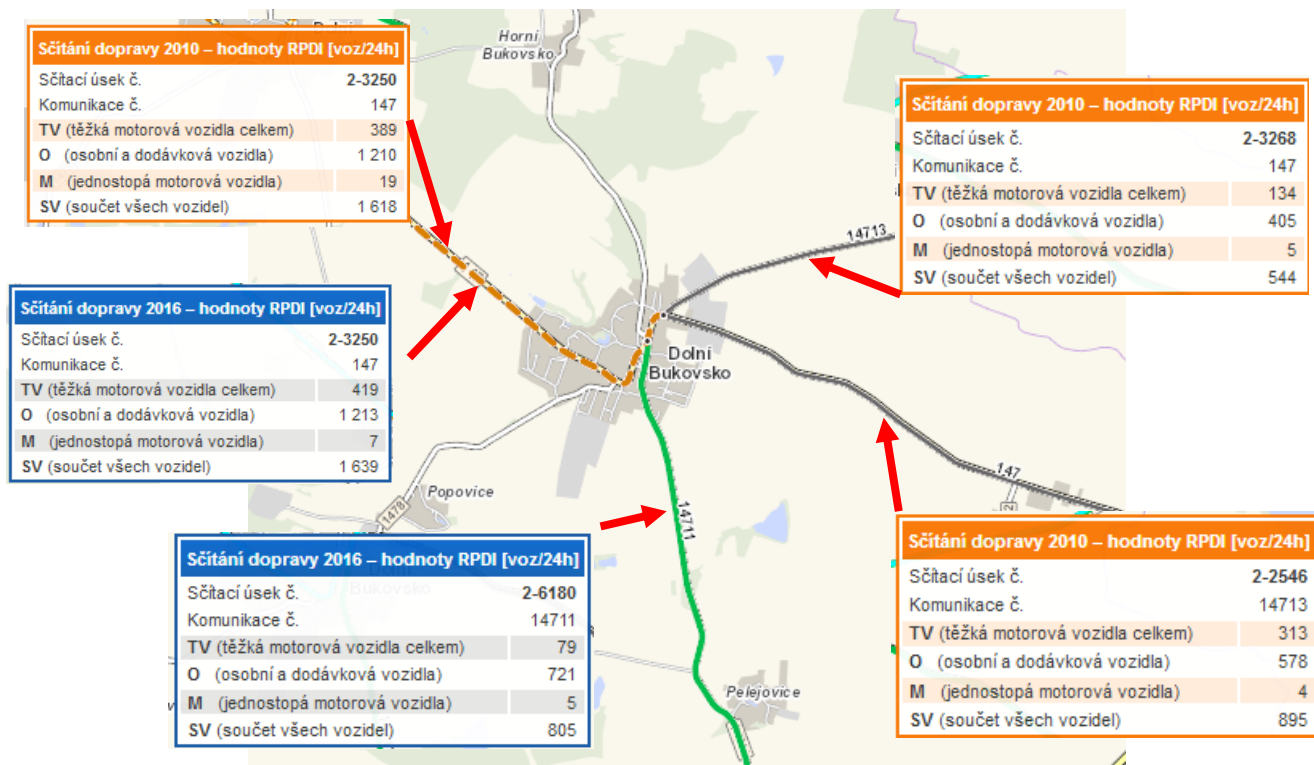 Sčítání dopravy 2010 – hodnoty RPDI [voz/24h]
Sčítací úsek č. 2-3250
Komunikace č. 147
TV (těžká motorová vozidla celkem) 389
O (osobní a dodávková vozidla) 1 210
M (jednostopá motorová vozidla) 19
SV (součet všech vozidel) 1 618
Horní
Bukovsko
Sčítání dopravy 2010 – hodnoty RPDI [voz/24h]
Sčítací úsek č. 2-3268
Komunikace č. 147
TV (těžká motorová vozidla celkem) 134
O (osobní a dodávková vozidla) 405
M (jednostopá motorová vozidla) 5
SV (součet všech vozidel) 544
14713
Sčítání dopravy 2016 – hodnoty RPDI [voz/24h]
Sčítací úsek č. 2-3250
Komunikace č. 147
TV (těžká motorová vozidla celkem) 419
O (osobní a dodávková vozidla) 1 213
M (jednostopá motorová vozidla) 7
SV (součet všech vozidel) 1 639
Dolní
Bukovsko
147
Popovice
1478
14711
Sčítání dopravy 2016 – hodnoty RPDI [voz/24h]
Sčítací úsek č. 2-6180
Komunikace č. 14711
TV (těžká motorová vozidla celkem) 79
O (osobní a dodávková vozidla) 721
M (jednostopá motorová vozidla) 5
SV (součet všech vozidel) 805
Pelejovice
Sčítání dopravy 2010 – hodnoty RPDI [voz/24h]
Sčítací úsek č. 2-2546
Komunikace č. 14713
TV (těžká motorová vozidla celkem) 313
O (osobní a dodávková vozidla) 578
M (jednostopá motorová vozidla) 4
SV (součet všech vozidel) 895